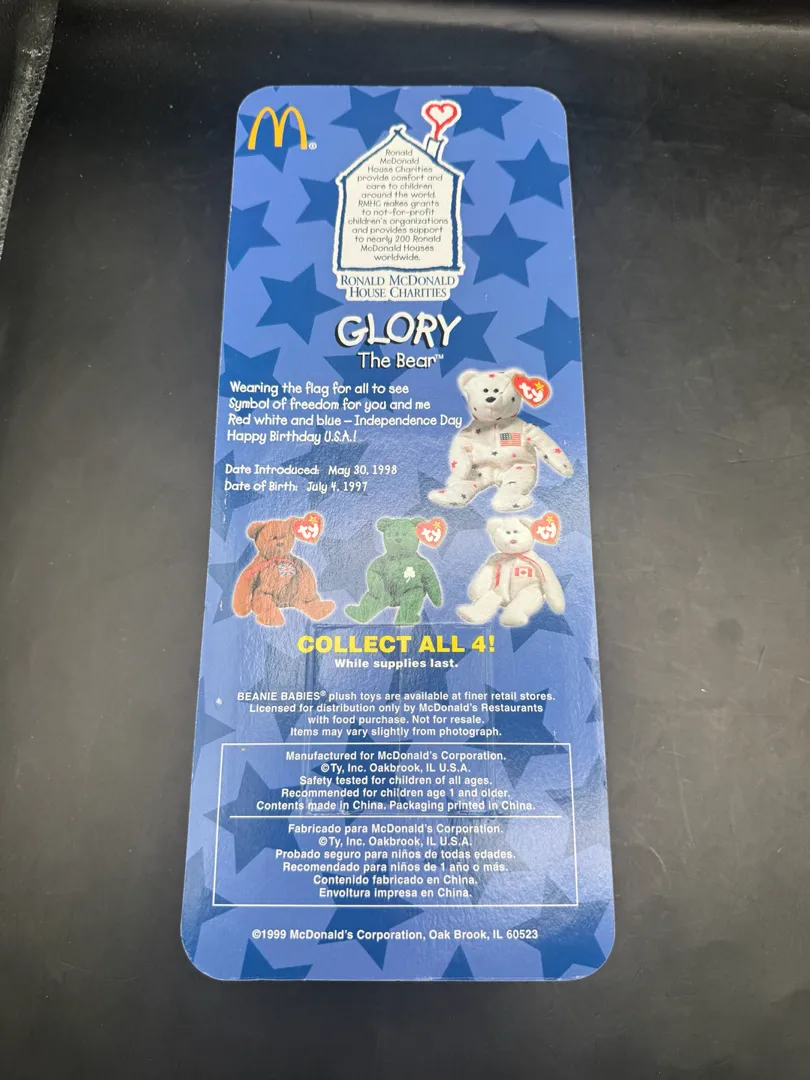 Ronald
McDonald
House Charities
provide comfort and
care to children
around the world.
RMHC makes grants
to not-for-profit
children's organizations
and provides support
to nearly 200 Ronald
McDonald Houses
worldwide.
RONALD MCDONALD
HOUSE CHARITIES
GLORY
The Bear™
Wearing the flag for all to see
Symbol of freedom for you and me
Red white and blue – Independence Day
Happy Birthday U.S.A.!
Date Introduced: May 30, 1998
Date of Birth: July 4, 1997
ty
ty
ty
ty
COLLECT ALL 4!
While supplies last.
BEANIE BABIES® plush toys are available at finer retail stores.
Licensed for distribution only by McDonald's Restaurants
with food purchase. Not for resale.
Items may vary slightly from photograph.
Manufactured for McDonald's Corporation.
©Ty, Inc. Oakbrook, IL U.S.A.
Safety tested for children of all ages.
Recommended for children age 1 and older.
Contents made in China. Packaging printed in China.
Fabricado para McDonald's Corporation.
©Ty, Inc. Oakbrook, IL U.S.A.
Probado seguro para niños de todas edades.
Recomendado para niños de 1 año o más.
Contenido fabricado en China.
Envoltura impresa en China.
©1999 McDonald's Corporation, Oak Brook, IL 60523